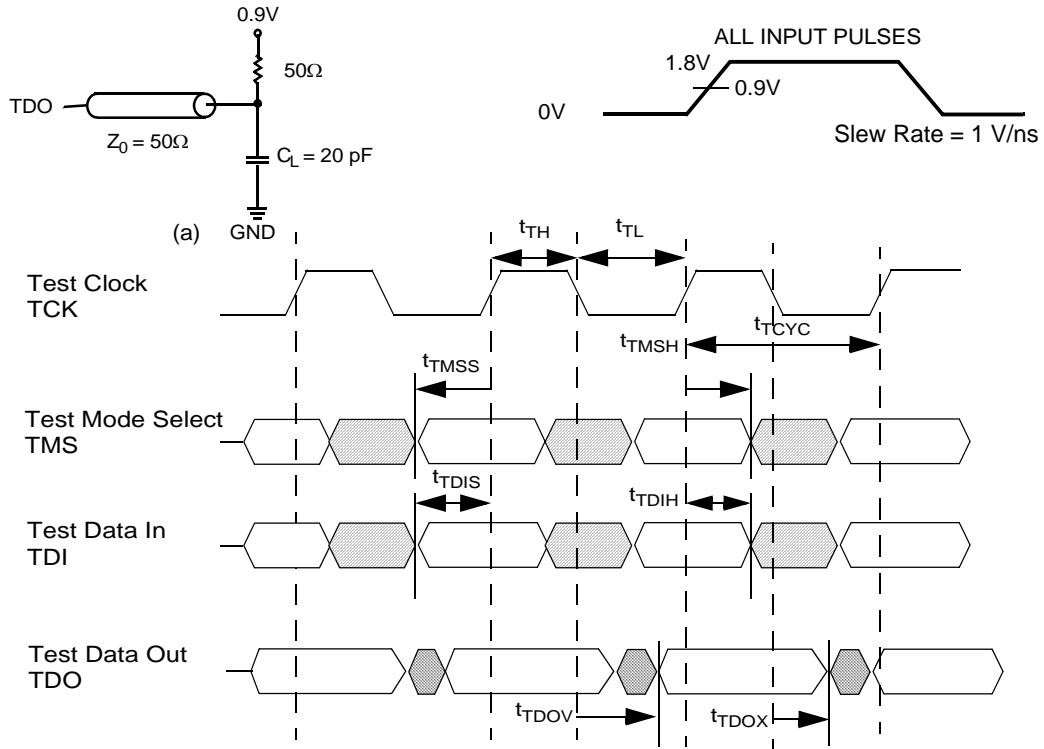 0.9V
50Ω
TDO
Z0 = 50Ω
CL = 20 pF
(a)
GND
ALL INPUT PULSES
1.8V
0.9V
0V
Slew Rate = 1 V/ns
tTH
tTL
Test Clock
TCK
tTCYC
tTMSH
tTMSS
Test Mode Select
TMS
tTDIS
tTDIH
Test Data In
TDI
Test Data Out
TDO
tTDOV
tTDOX